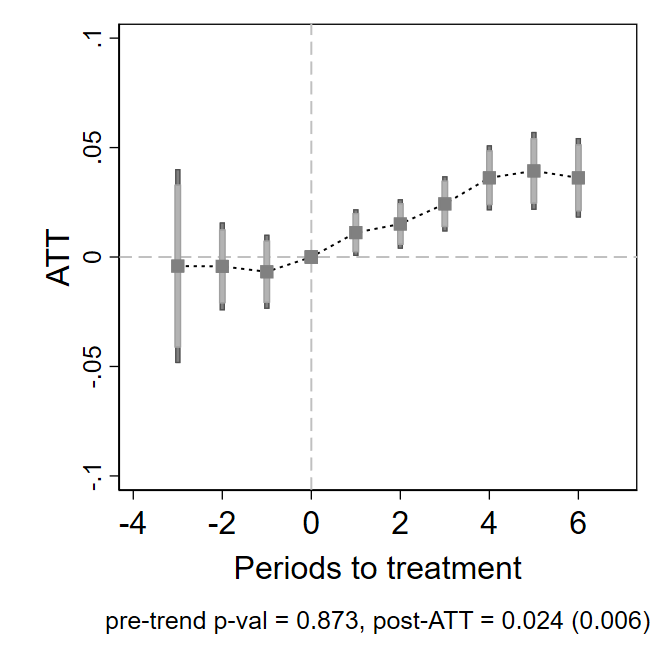 ATT
.1
.05
0
-.05
-.1
-4 -2 0 2 4 6
Periods to treatment
pre-trend p-val = 0.873, post-ATT = 0.024 (0.006)